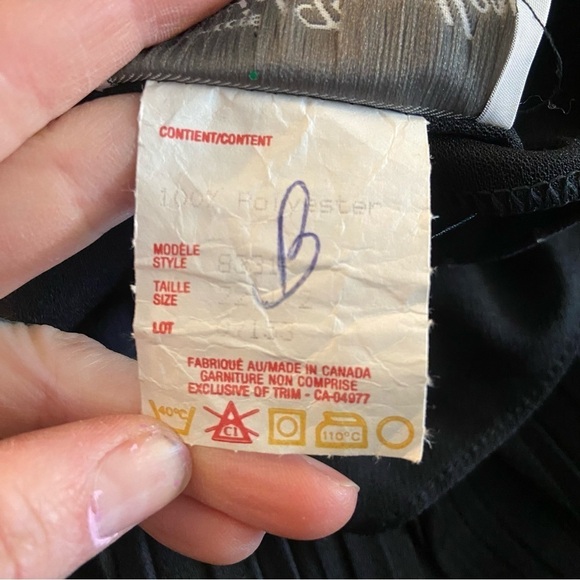 CONTIENT/CONTENT
100% Polyester
MODÈLE
STYLE
TAILLE
SIZE
LOT
B
FABRIQUÉ AU/MADE IN CANADA
GARNITURE NON COMPRISE
EXCLUSIVE OF TRIM - CA-04977
40°C
Cl
110°C